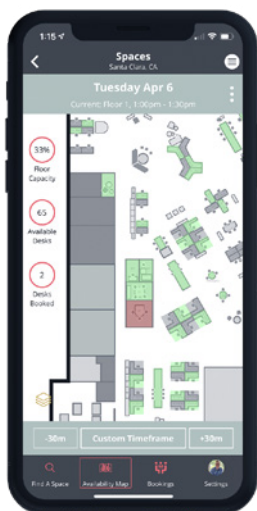 1:15
Spaces
Santa Clara, CA
Tuesday Apr 6
Current: Floor 1, 1:00pm - 1:30pm
33%
Floor
Capacity
65
Available
Desks
2
Desks
Booked
-30m Custom Timeframe +30m
Find A Space Availability Map Bookings Settings